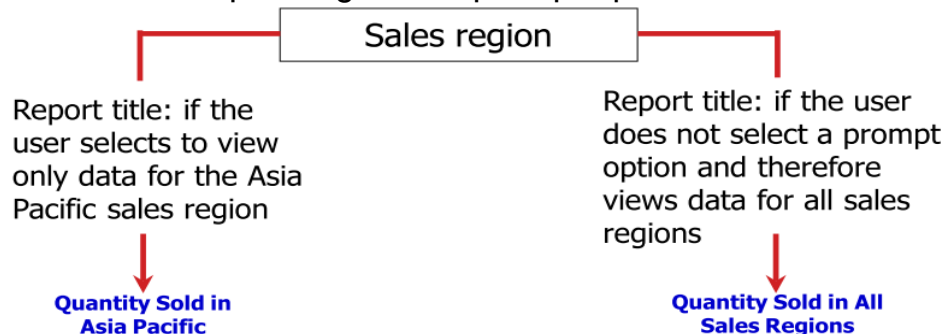 Sales region
Report title: if the
user selects to view
only data for the Asia
Pacific sales region
Report title: if the user
does not select a prompt
option and therefore
views data for all sales
regions
Quantity Sold in
Asia Pacific
Quantity Sold in All
Sales Regions